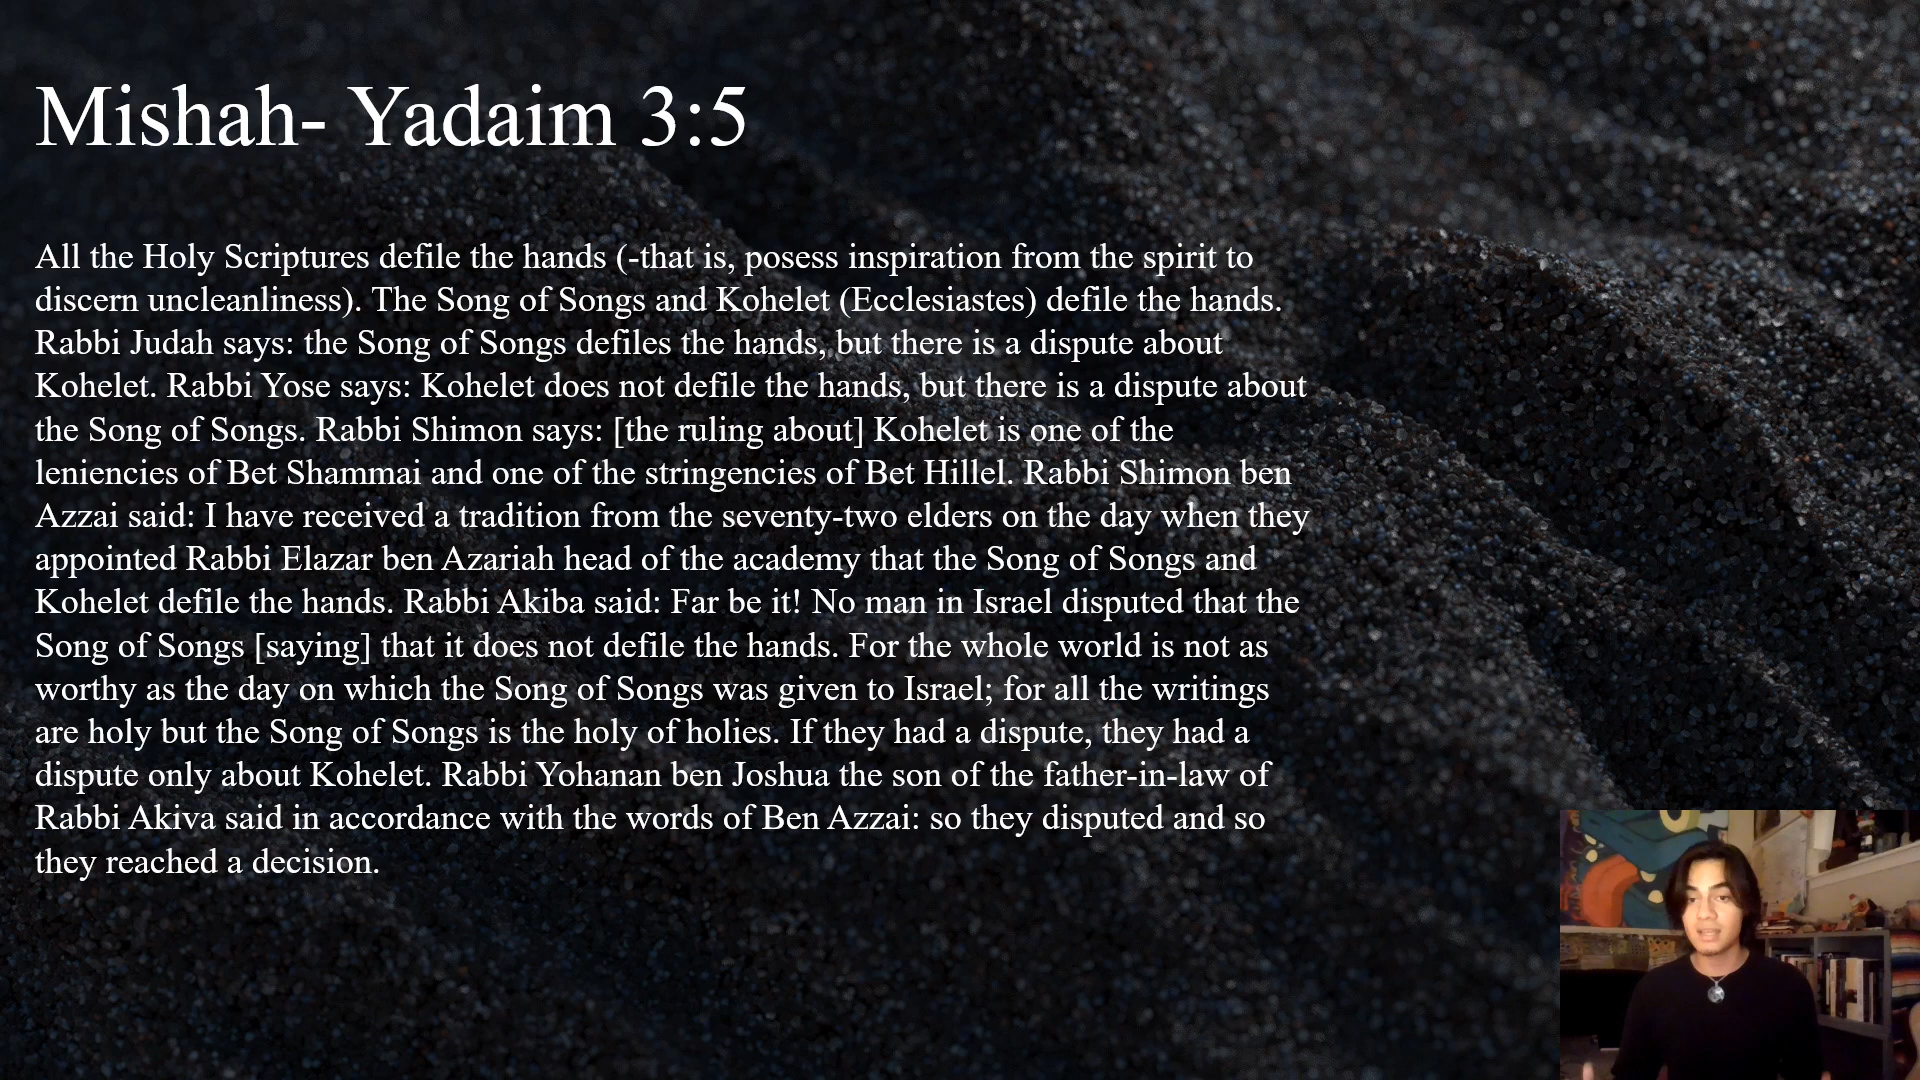 Mishah- Yadaim 3:5
All the Holy Scriptures defile the hands (-that is, posess inspiration from the spirit to
discern uncleanliness). The Song of Songs and Kohelet (Ecclesiastes) defile the hands.
Rabbi Judah says: the Song of Songs defiles the hands, but there is a dispute about
Kohelet. Rabbi Yose says: Kohelet does not defile the hands, but there is a dispute about
the Song of Songs. Rabbi Shimon says: [the ruling about] Kohelet is one of the
leniencies of Bet Shammai and one of the stringencies of Bet Hillel. Rabbi Shimon ben
Azzai said: I have received a tradition from the seventy-two elders on the day when they
appointed Rabbi Elazar ben Azariah head of the academy that the Song of Songs and
Kohelet defile the hands. Rabbi Akiba said: Far be it! No man in Israel disputed that the
Song of Songs [saying] that it does not defile the hands. For the whole world is not as
worthy as the day on which the Song of Songs was given to Israel; for all the writings
are holy but the Song of Songs is the holy of holies. If they had a dispute, they had a
dispute only about Kohelet. Rabbi Yohanan ben Joshua the son of the father-in-law of
Rabbi Akiva said in accordance with the words of Ben Azzai: so they disputed and so
they reached a decision.